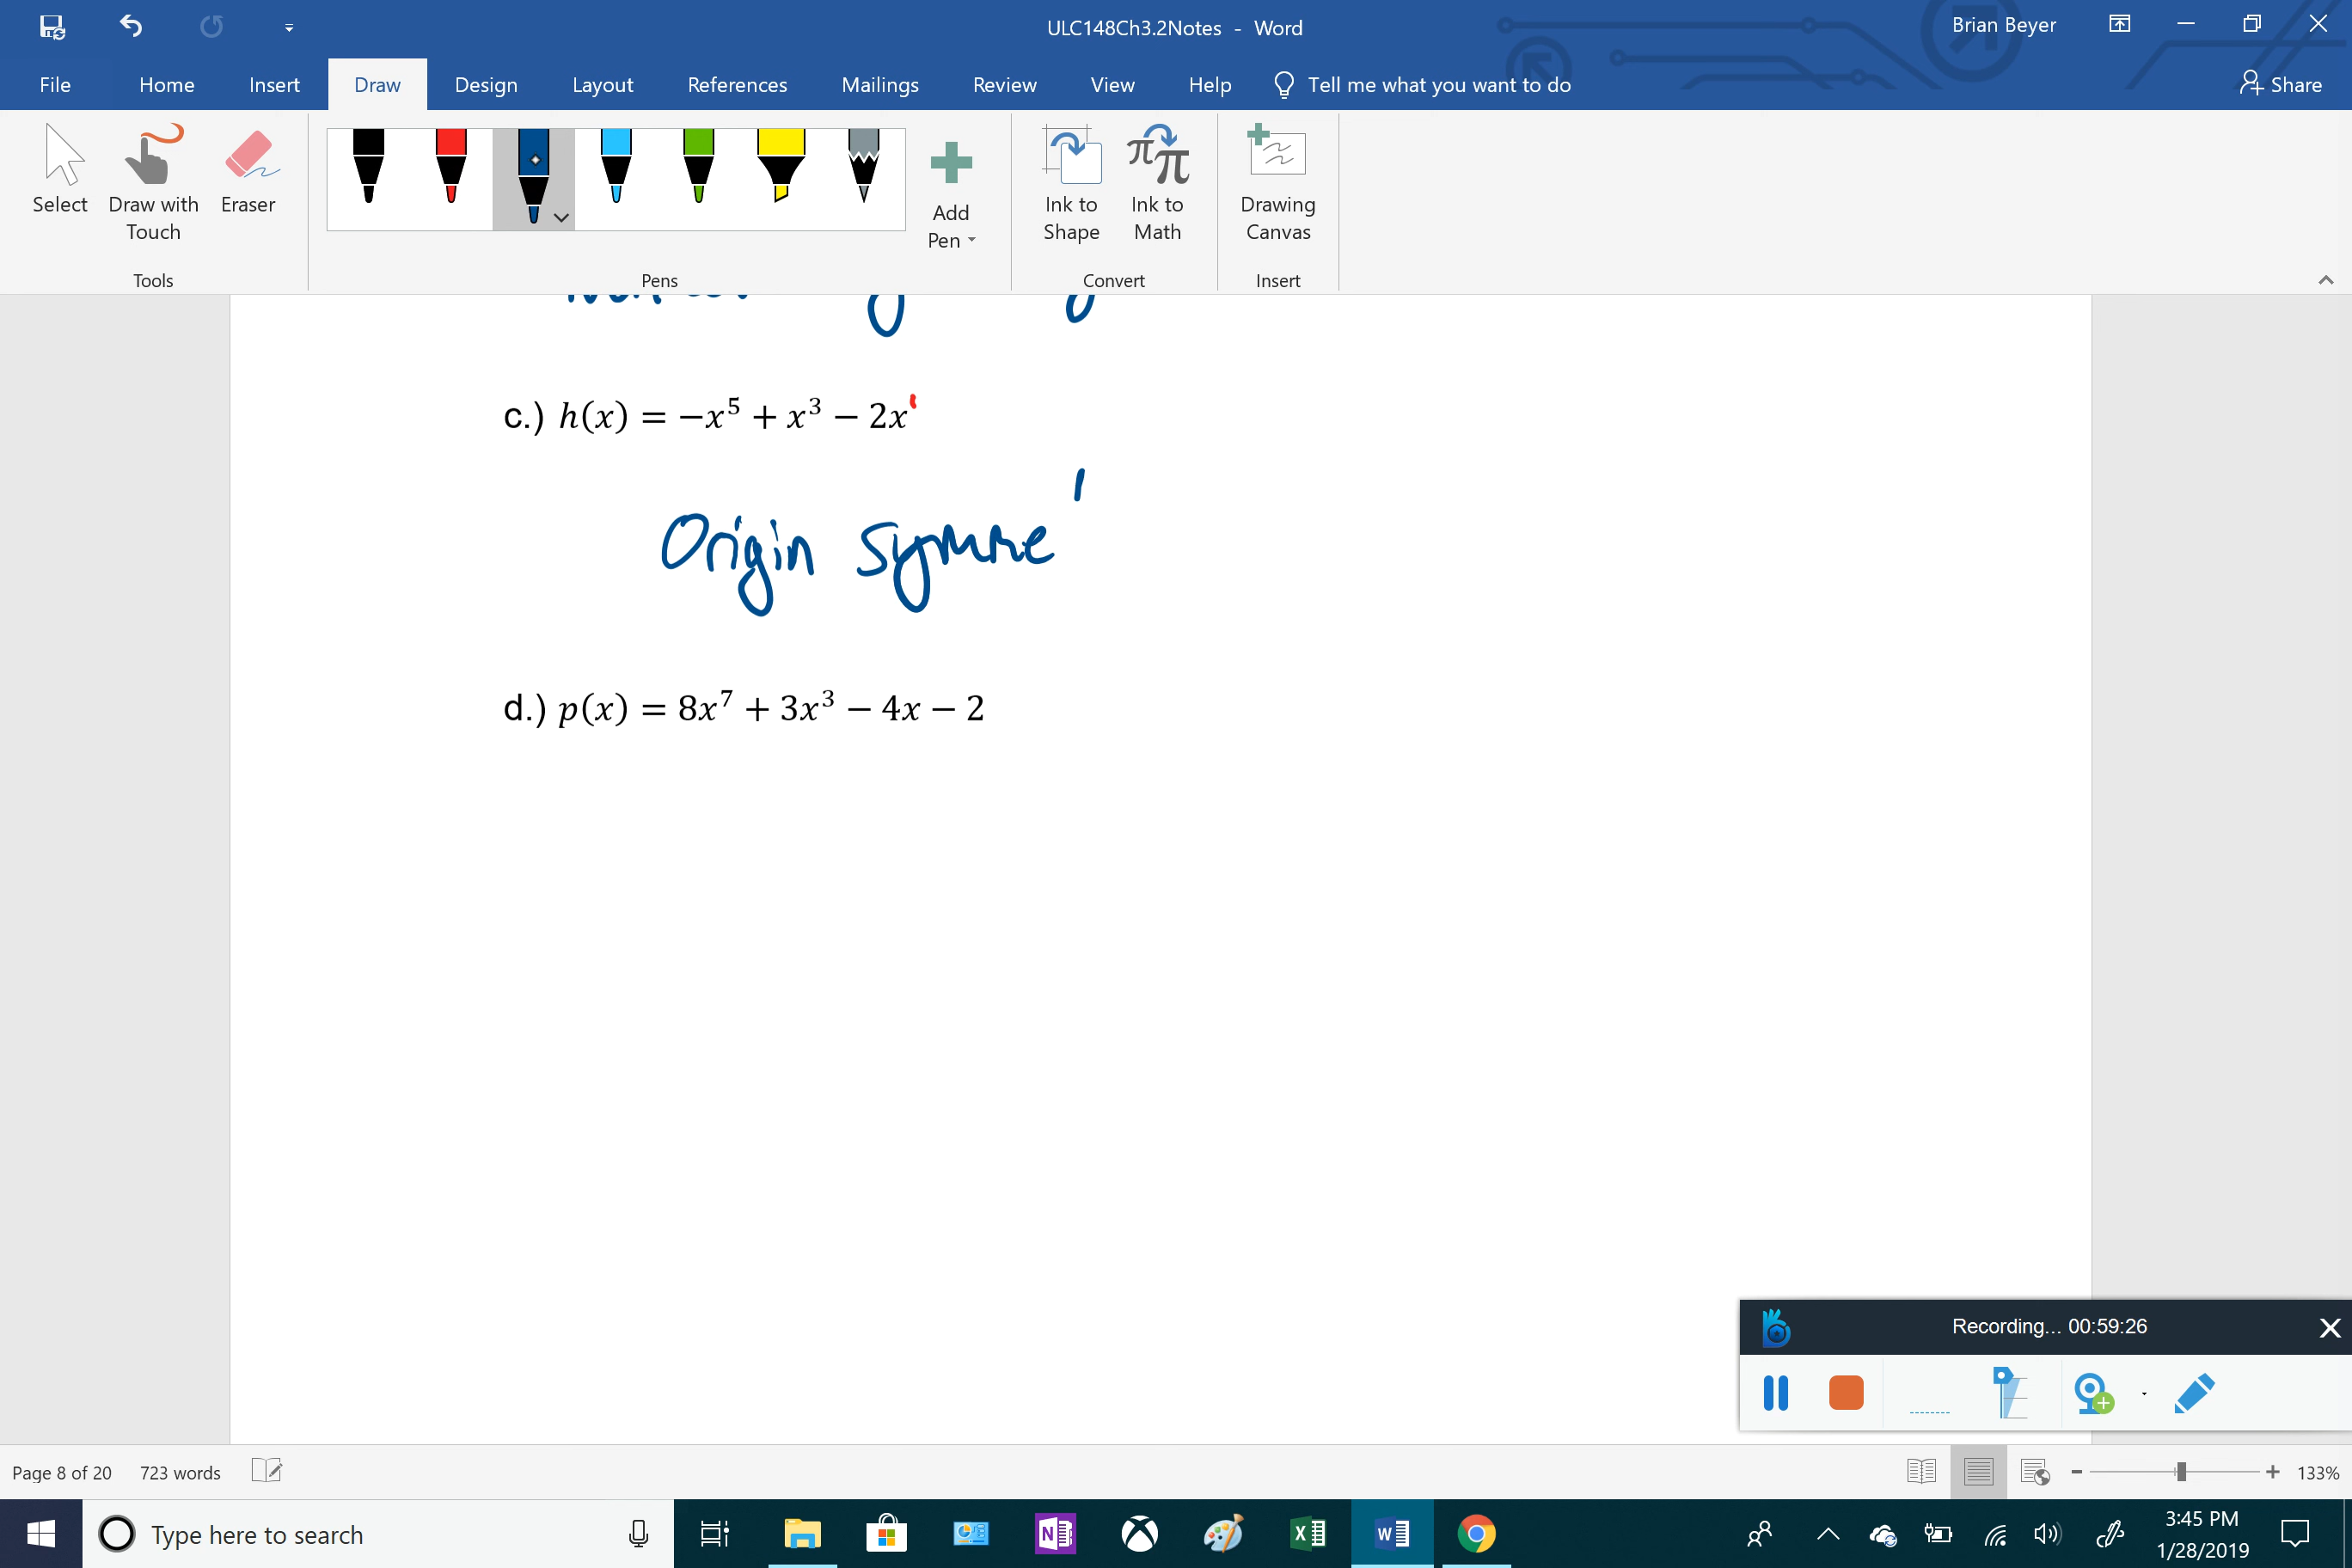 ULC148Ch3.2Notes - Word
Brian Beyer
File Home Insert Draw Design Layout References Mailings Review View Help Tell me what you want to do Share
Select
Draw with Touch
Eraser
Add Pen
Ink to Shape
Ink to Math
Drawing Canvas
Tools Pens Convert Insert
c.) h(x) = −x⁵ + x³ − 2x'
Origin symme
d.) p(x) = 8x⁷ + 3x³ − 4x − 2
Recording... 00:59:26
Page 8 of 20 723 words 133%
Type here to search
3:45 PM
1/28/2019